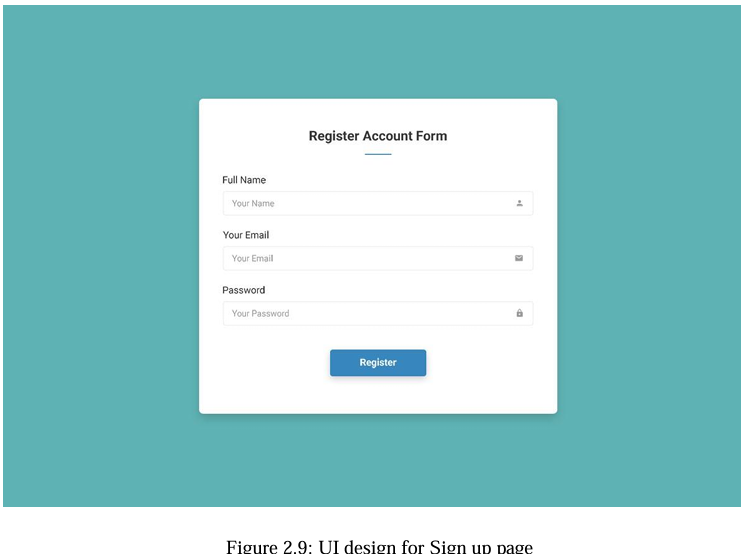 Register Account Form
Full Name
Your Name
Your Email
Your Email
Password
Your Password
Register
Figure 2.9: UI design for Sign up page